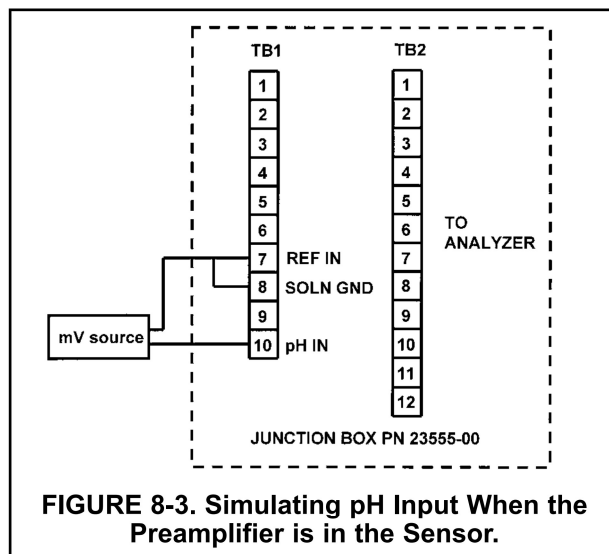 TB1 TB2
1 1
2 2
3 3
4 4
5 5
6 6
TO
ANALYZER
7 REF IN 7
8 SOLN GND 8
9 9
mV source
10 pH IN 10
11
12
JUNCTION BOX PN 23555-00
FIGURE 8-3. Simulating pH Input When the
Preamplifier is in the Sensor.